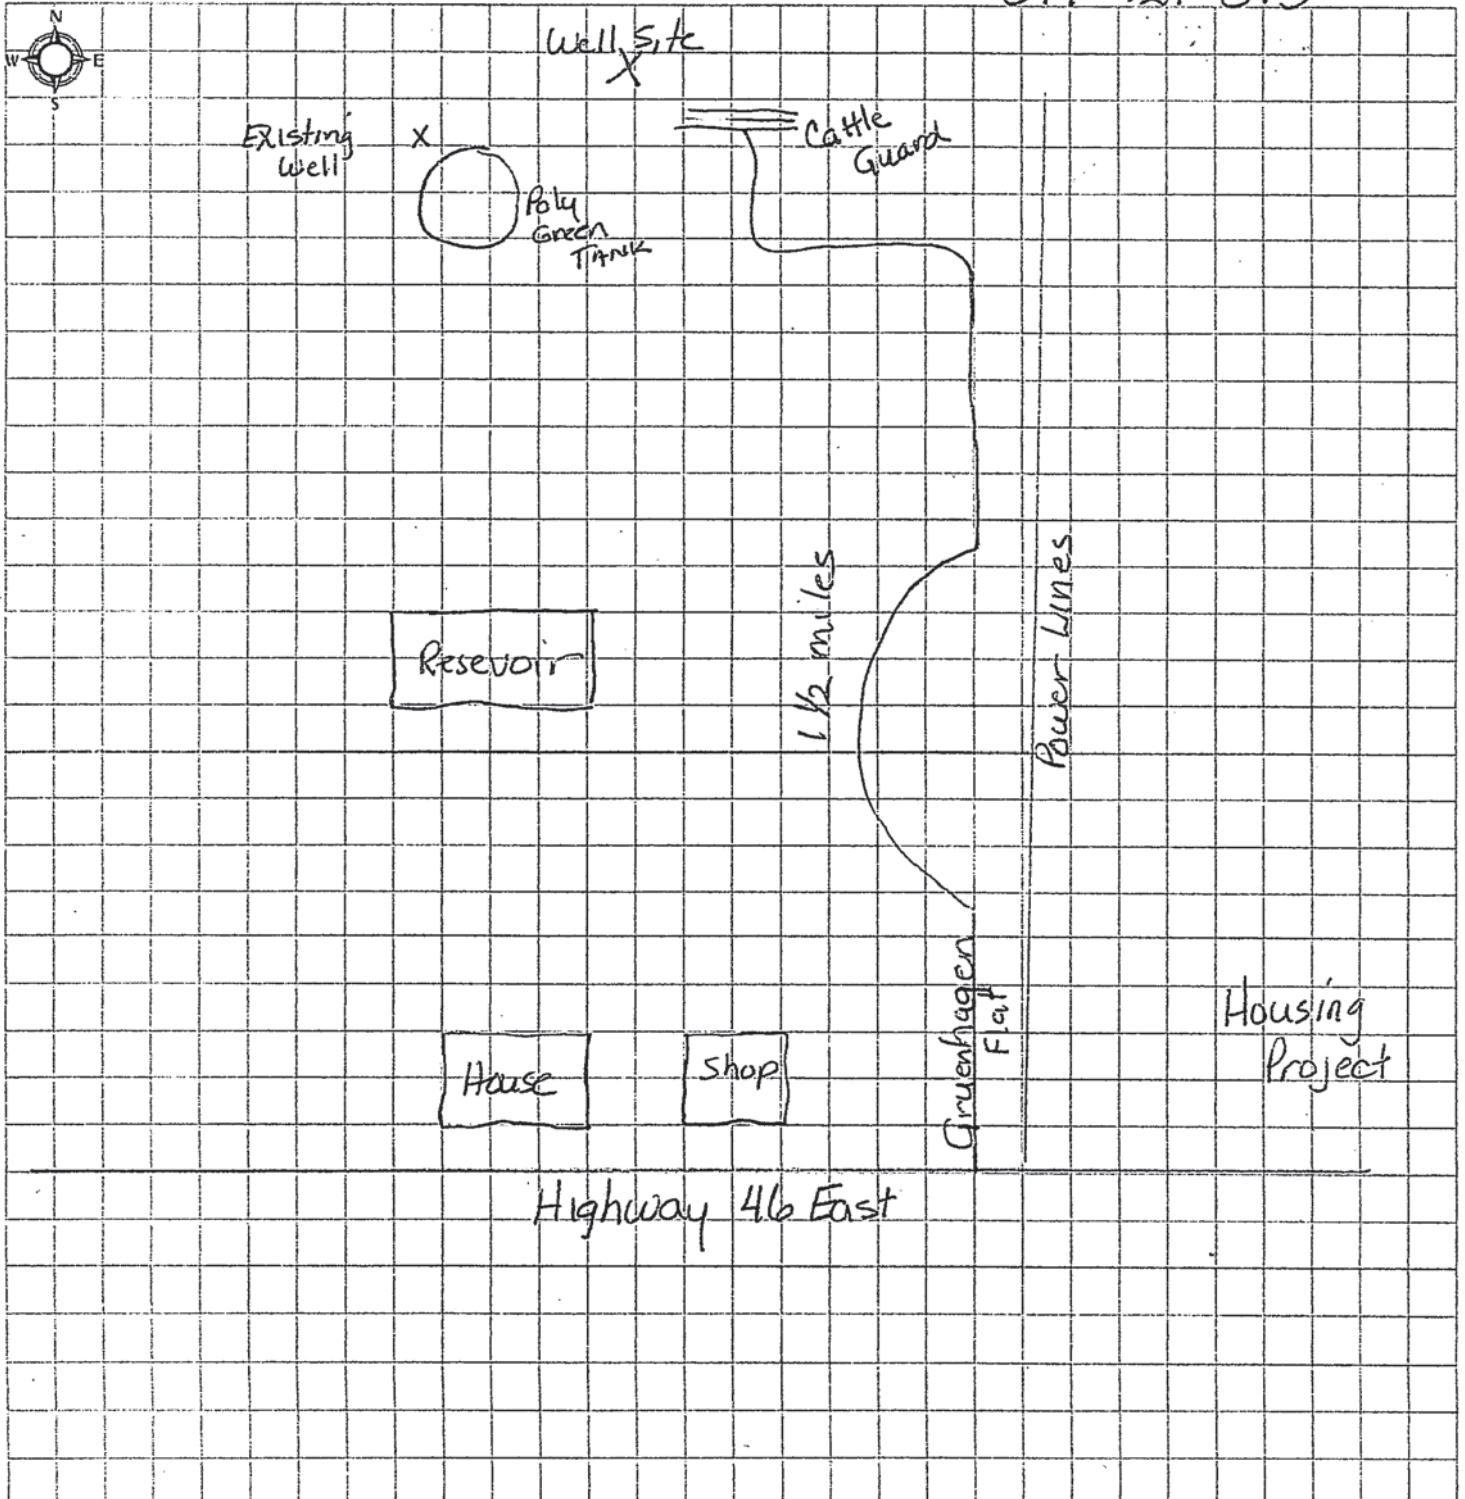 N
W E
S
Well Site
X
Existing
Well
X
Poly
Green
TANK
Cattle
Guard
1 1/2 miles
Power Lines
Resevoir
Gruenhagen
Flat
House
Shop
Housing
Project
Highway 46 East